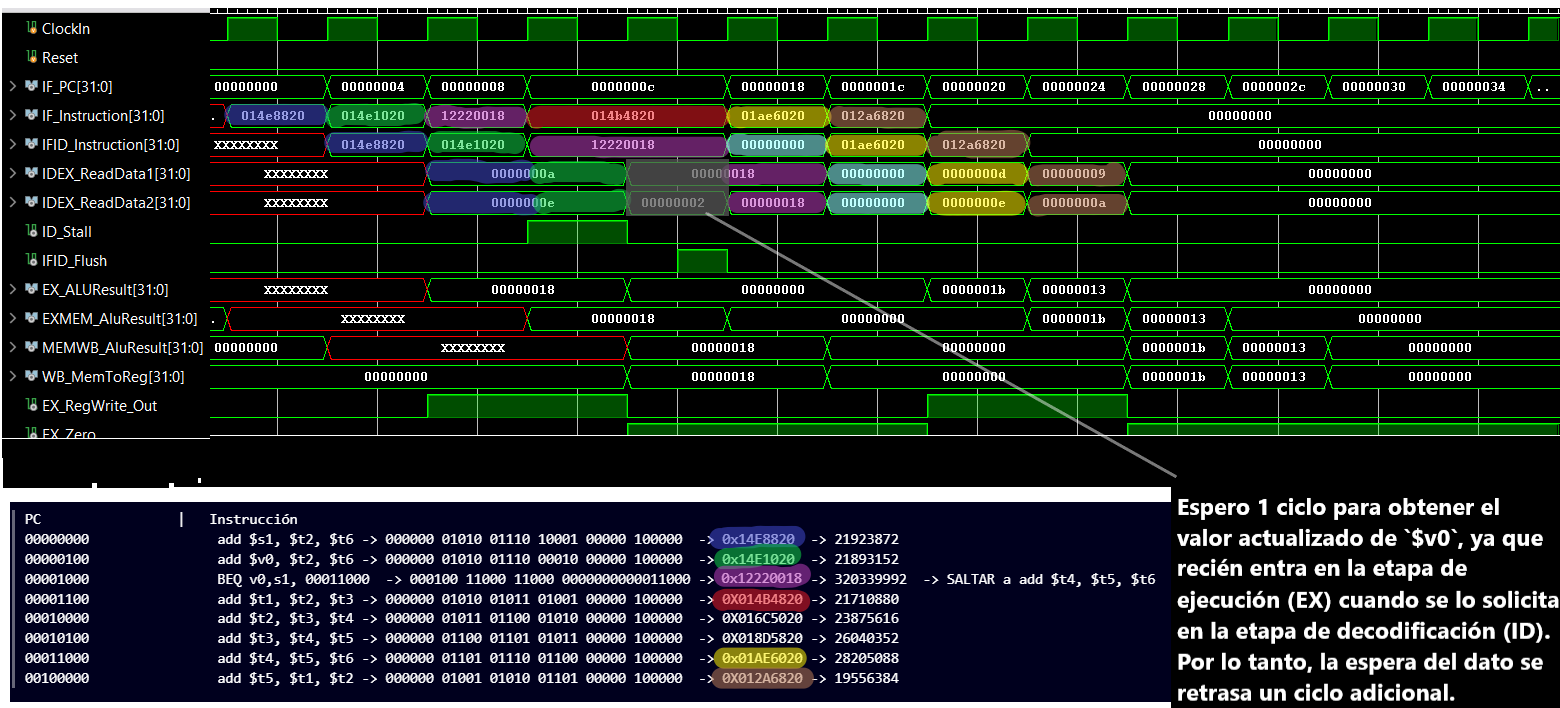 ClockIn
Reset
IF_PC[31:0] 00000000 00000004 00000008 0000000c 00000018 0000001c 00000020 00000024 00000028 0000002c 00000030 00000034 ..
IF_Instruction[31:0] . 014e8820 014e1020 12220018 014b4820 01ae6020 012a6820 00000000
IFID_Instruction[31:0] XXXXXXXX 014e8820 014e1020 12220018 00000000 01ae6020 012a6820 00000000
IDEX_ReadData1[31:0] XXXXXXXX 0000000a 00000018 00000000 0000000d 00000009 00000000
IDEX_ReadData2[31:0] XXXXXXXX 0000000e 00000002 00000018 00000000 0000000e 0000000a 00000000
ID_Stall
IFID_Flush
EX_ALUResult[31:0] XXXXXXXX 00000018 00000000 0000001b 00000013 00000000
EXMEM_AluResult[31:0] . XXXXXXXX 00000018 00000000 0000001b 00000013 00000000
MEMWB_AluResult[31:0] 00000000 XXXXXXXX 00000018 00000000 0000001b 00000013 00000000
WB_MemToReg[31:0] 00000000 00000018 00000000 0000001b 00000013 00000000
EX_RegWrite_Out
EX_Zero
PC | Instrucción
00000000 add $s1, $t2, $t6 -> 000000 01010 01110 10001 00000 100000 -> 0x14E8820 -> 21923872
00000100 add $v0, $t2, $t6 -> 000000 01010 01110 00010 00000 100000 -> 0x14E1020 -> 21893152
00001000 BEQ v0,s1, 00011000 -> 000100 11000 11000 0000000000011000 -> 0x12220018 -> 320339992 -> SALTAR a add $t4, $t5, $t6
00001100 add $t1, $t2, $t3 -> 000000 01010 01011 01001 00000 100000 -> 0X014B4820 -> 21710880
00010000 add $t2, $t3, $t4 -> 000000 01011 01100 01010 00000 100000 -> 0X016C5020 -> 23875616
00010100 add $t3, $t4, $t5 -> 000000 01100 01101 01011 00000 100000 -> 0X018D5820 -> 26040352
00011000 add $t4, $t5, $t6 -> 000000 01101 01110 01100 00000 100000 -> 0x01AE6020 -> 28205088
00100000 add $t5, $t1, $t2 -> 000000 01001 01010 01101 00000 100000 -> 0X012A6820 -> 19556384
Espero 1 ciclo para obtener el
valor actualizado de `$v0`, ya que
recién entra en la etapa de
ejecución (EX) cuando se lo solicita
en la etapa de decodificación (ID).
Por lo tanto, la espera del dato se
retrasa un ciclo adicional.